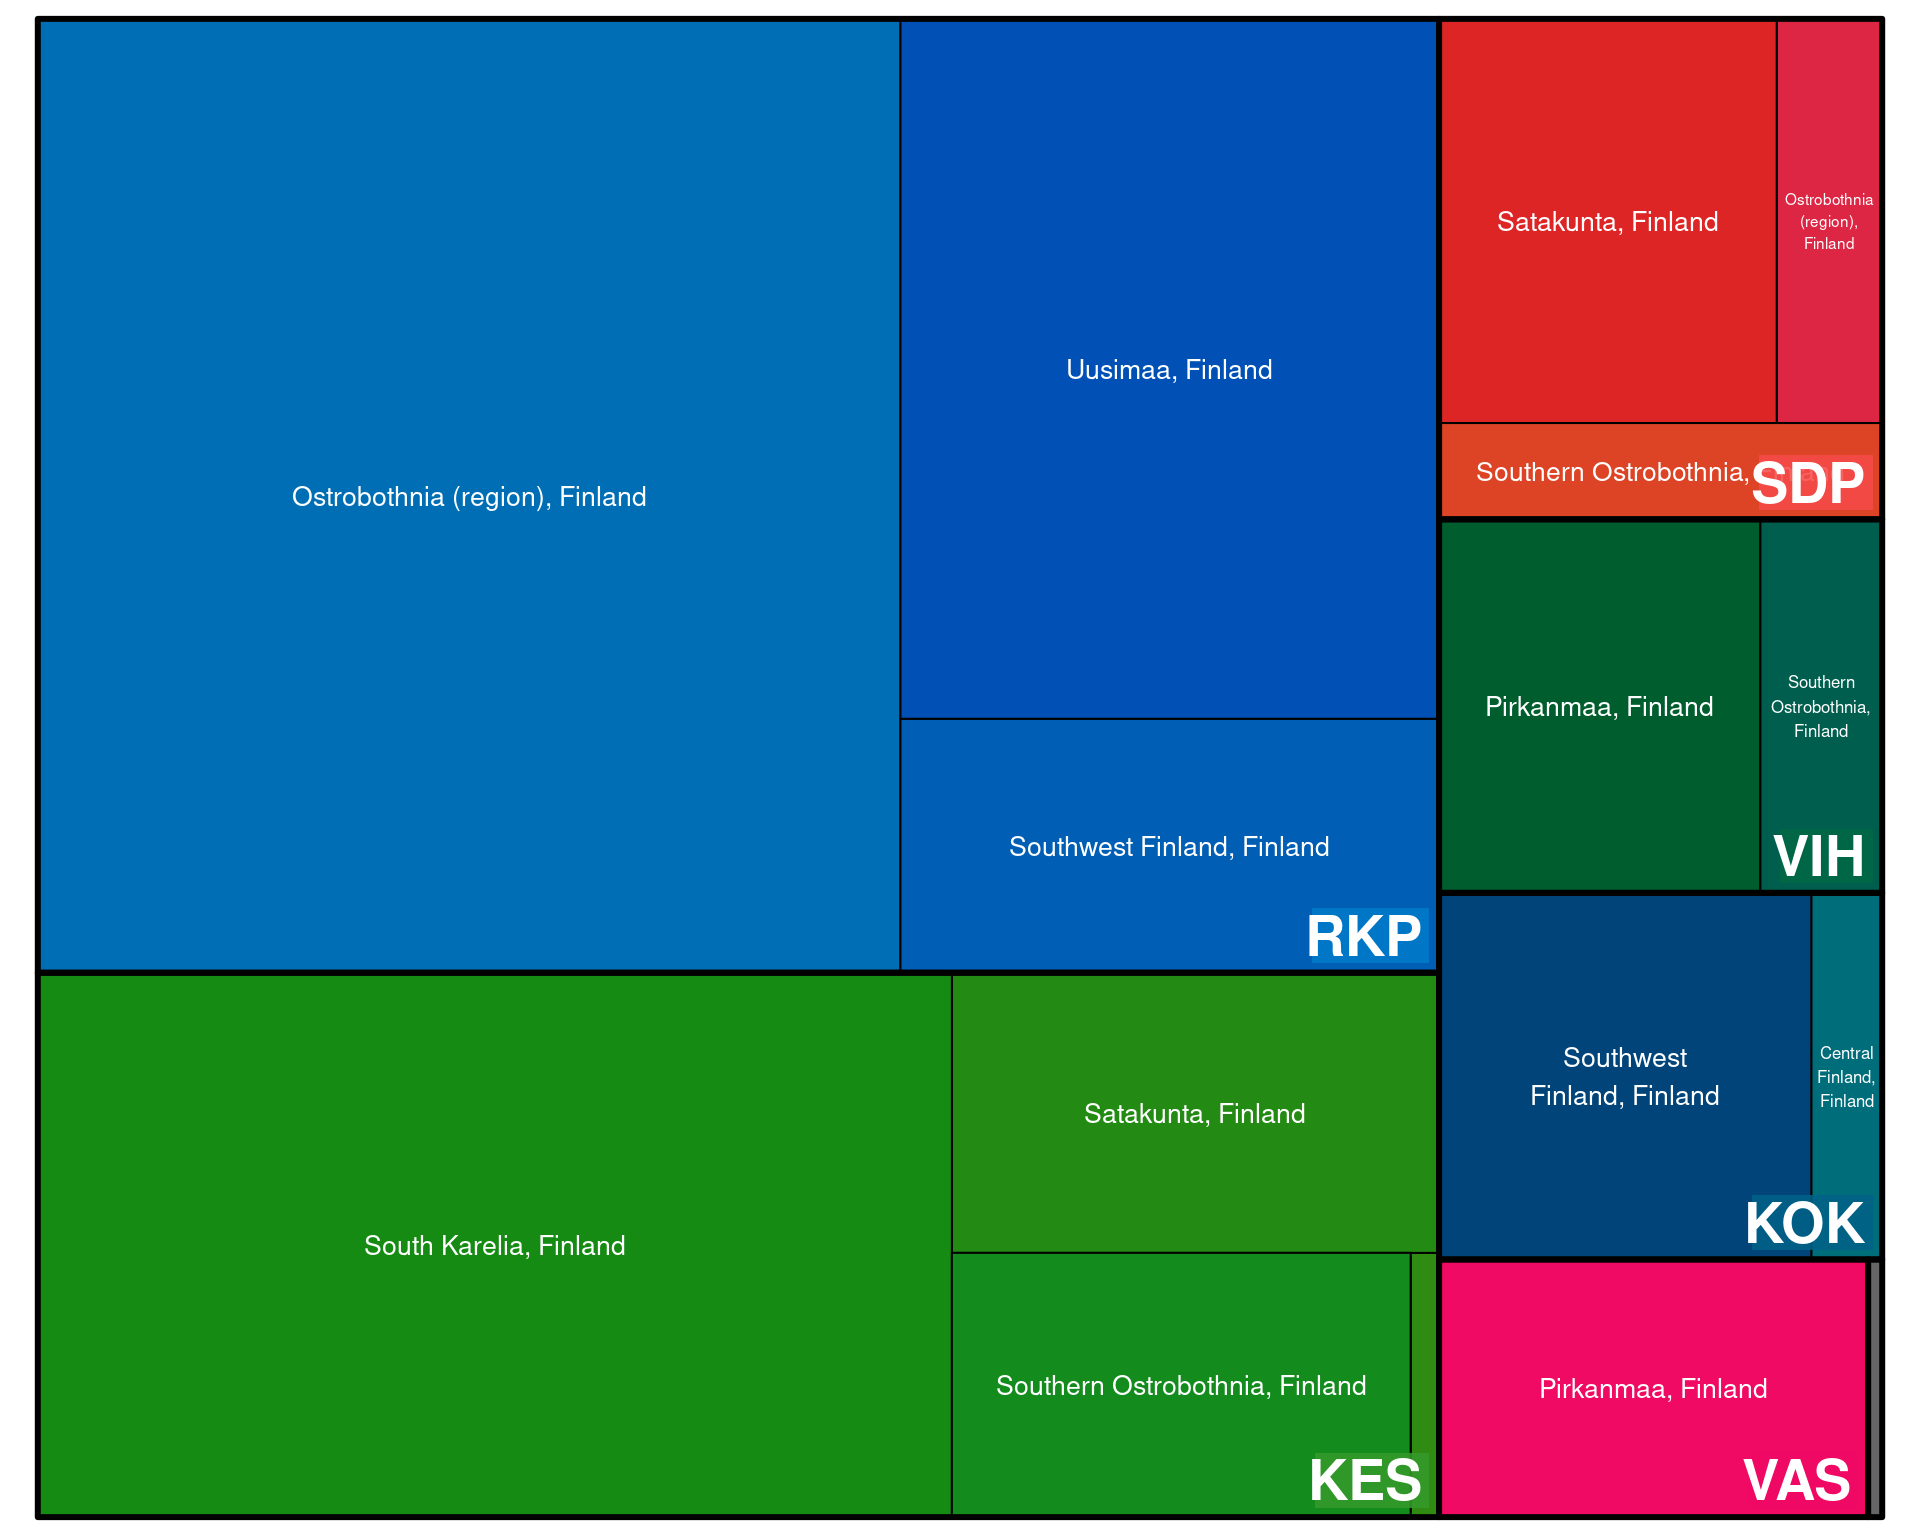 Ostrobothnia (region), Finland
Uusimaa, Finland
Southwest Finland, Finland
RKP
South Karelia, Finland
Satakunta, Finland
Southern Ostrobothnia, Finland
KES
Satakunta, Finland
Ostrobothnia
(region),
Finland
Southern Ostrobothnia,
SDP
Pirkanmaa, Finland
Southern
Ostrobothnia,
Finland
VIH
Southwest
Finland, Finland
Central
Finland,
Finland
KOK
Pirkanmaa, Finland
VAS